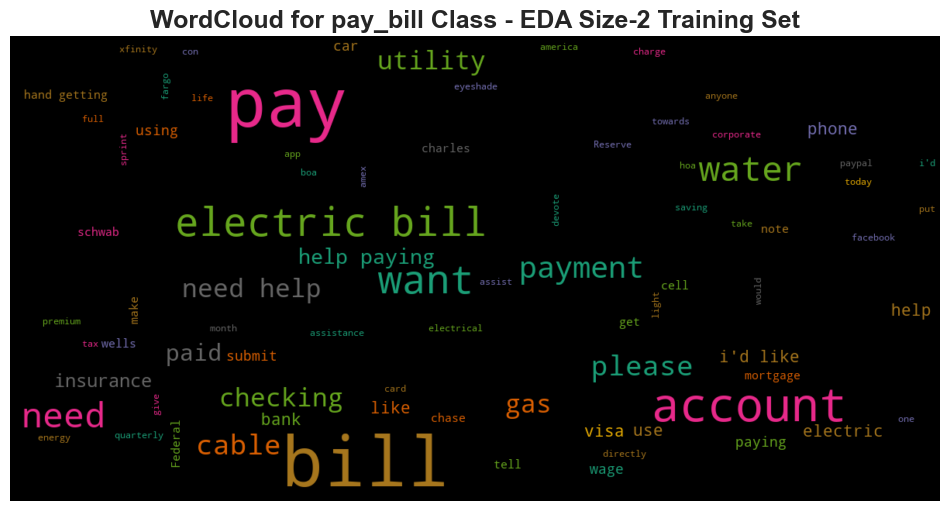 WordCloud for pay_bill Class - EDA Size-2 Training Set
xfinity
con
car
america
charge
utility
hand getting
fargo
life
pay
eyeshade
anyone
full
using
sprint
towards
corporate
phone
app
charles
Reserve
boa
amex
water
hoa
paypal
i'd
today
schwab
electric bill
devote
saving
take
note
put
facebook
help paying
need help
want
assist
payment
cell
light
would
help
premium
make
month
assistance
electrical
get
tax
wells
paid
submit
please
i'd like
mortgage
insurance
give
checking
card
need
bank
like
chase
gas
account
one
energy
quarterly
Federal
cable
bill
visa
use
paying
electric
tell
wage
directly